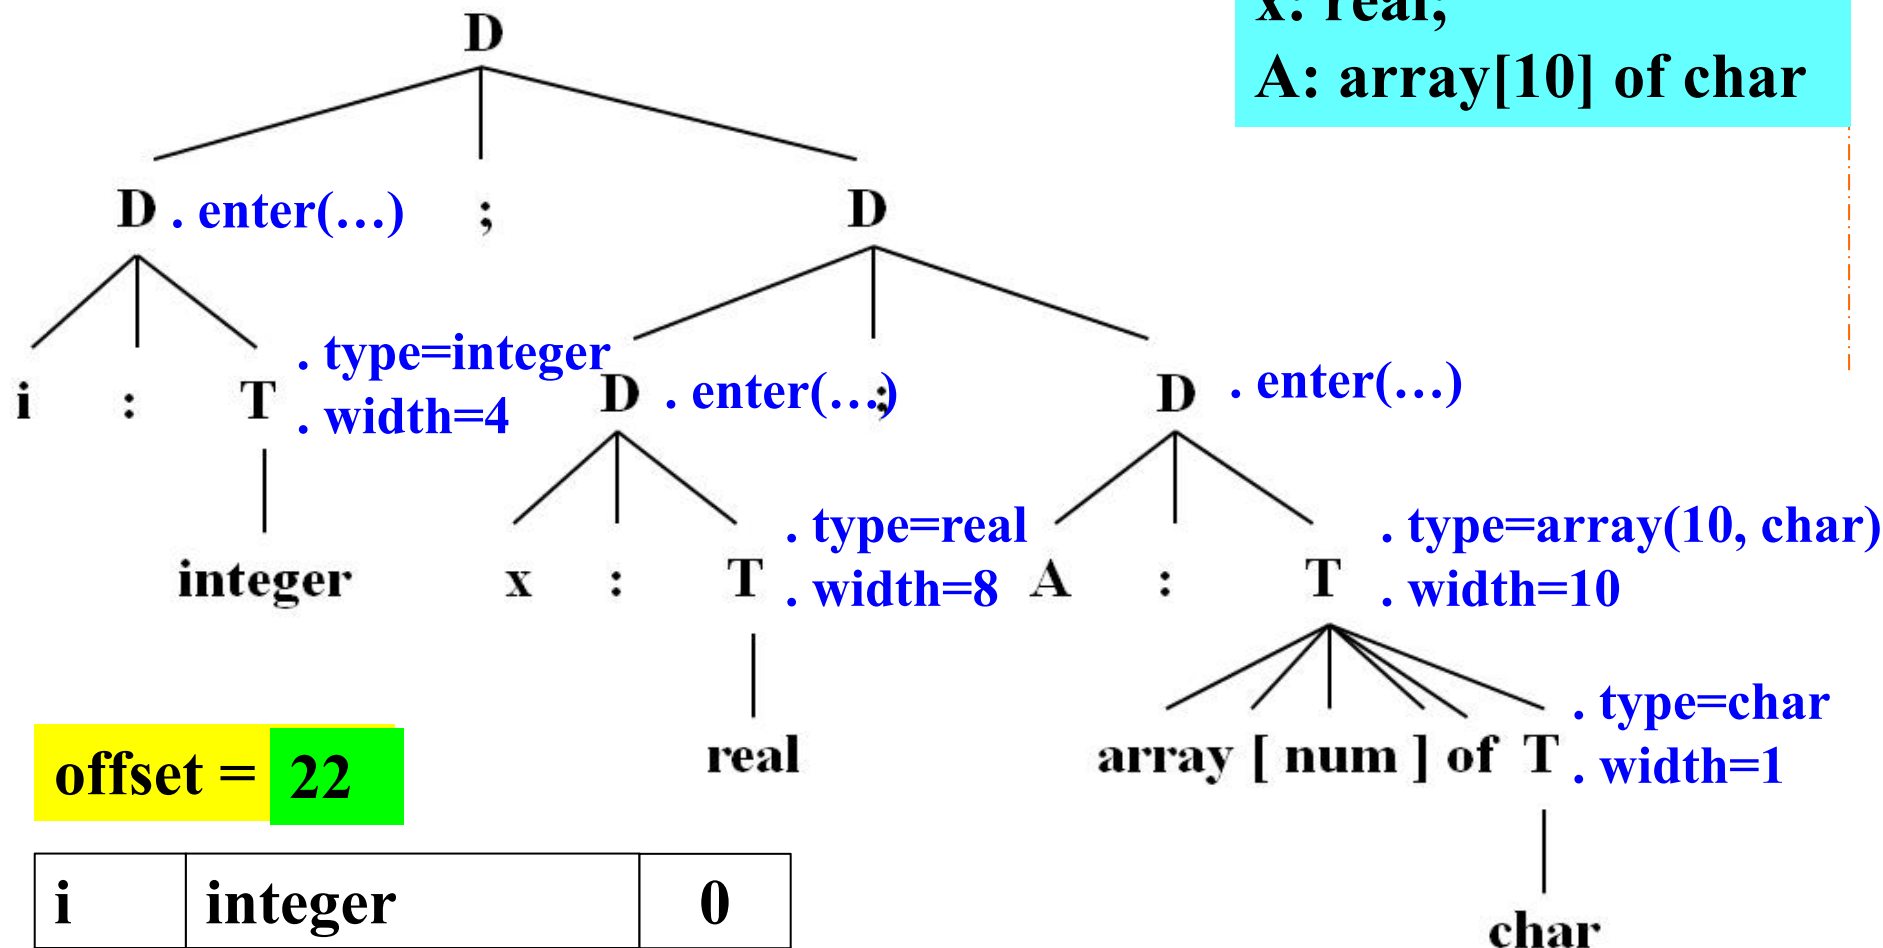 x: real;
A: array[10] of char
D
D . enter(…) ; D
i : T . type=integer
. width=4
D . enter(…) ; D . enter(…)
integer x : T . type=real
. width=8
A : T . type=array(10, char)
. width=10
real array [ num ] of T . type=char
. width=1
char
offset = 22
i integer 0